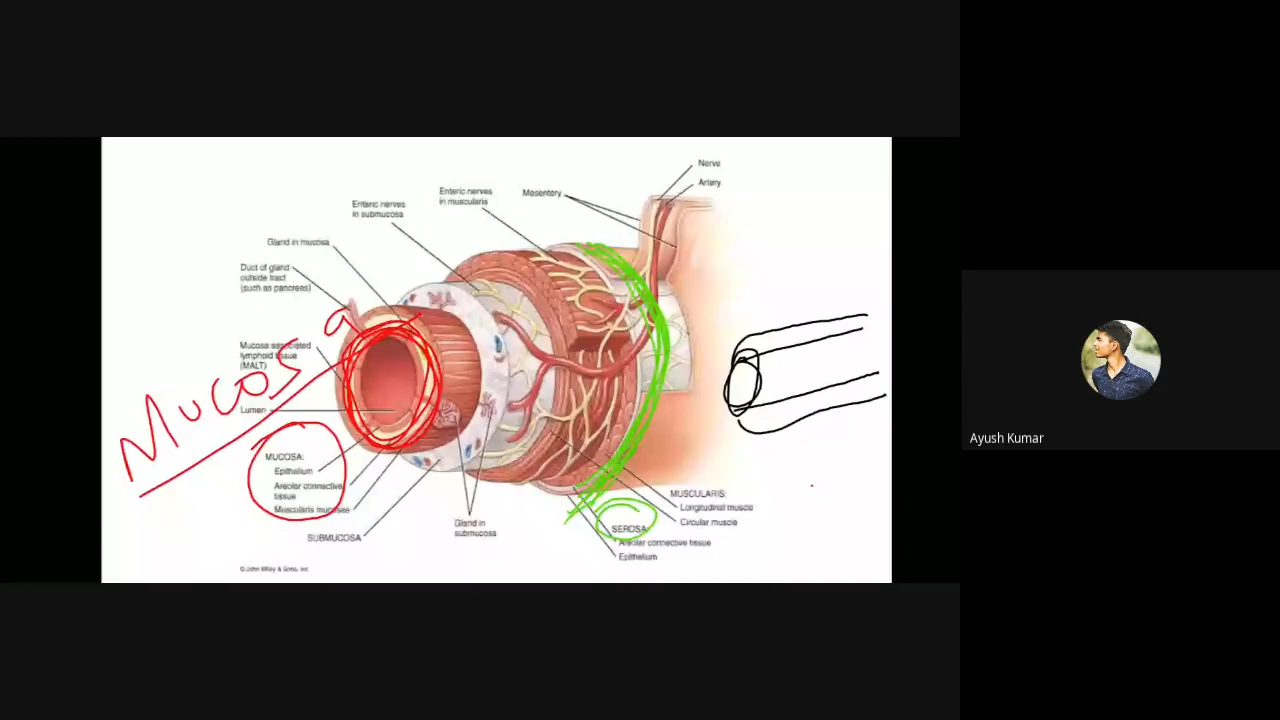 Nerve
Artery
Mesentery
Enteric nerves
in muscularis
Enteric nerves
in submucosa
Gland in mucosa
Duct of gland
outside tract
(such as pancreas)
Mucosa associated
lymphoid tissue
(MALT)
Lumen
Mucosa
MUCOSA:
Epithelium
Areolar connective
tissue
Muscularis mucosae
SUBMUCOSA
Gland in
submucosa
MUSCULARIS:
Longitudinal muscle
Circular muscle
SEROSA:
Areolar connective tissue
Epithelium
© John Wiley & Sons, Inc
Ayush Kumar